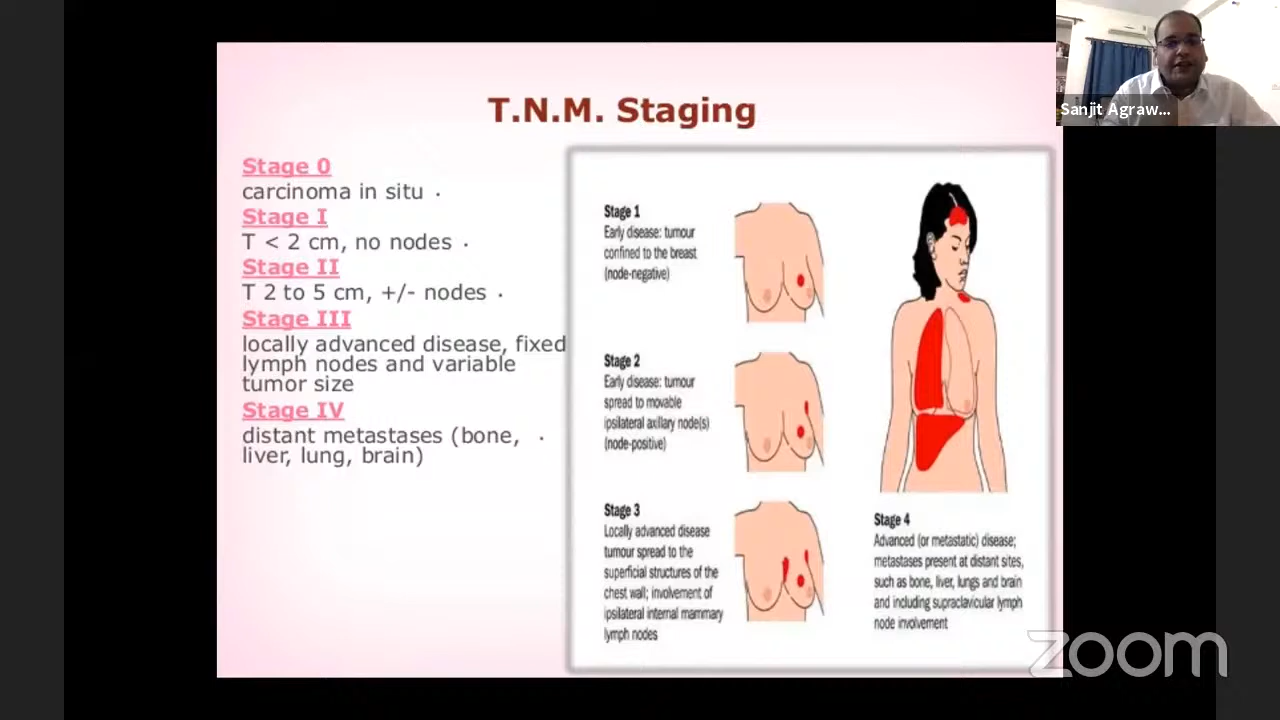 T.N.M. Staging
Stage 0
carcinoma in situ .
Stage I
T < 2 cm, no nodes .
Stage II
T 2 to 5 cm, +/- nodes .
Stage III
locally advanced disease, fixed
lymph nodes and variable
tumor size
Stage IV
distant metastases (bone, .
liver, lung, brain)
Stage 1
Early disease: tumour
confined to the breast
(node-negative)
Stage 2
Early disease: tumour
spread to movable
ipsilateral axillary node(s)
(node-positive)
Stage 3
Locally advanced disease
tumour spread to the
superficial structures of the
chest wall; involvement of
ipsilateral internal mammary
lymph nodes
Stage 4
Advanced (or metastatic) disease;
metastases present at distant sites,
such as bone, liver, lungs and brain
and including supraclavicular lymph
node involvement
Sanjit Agraw...
zoom